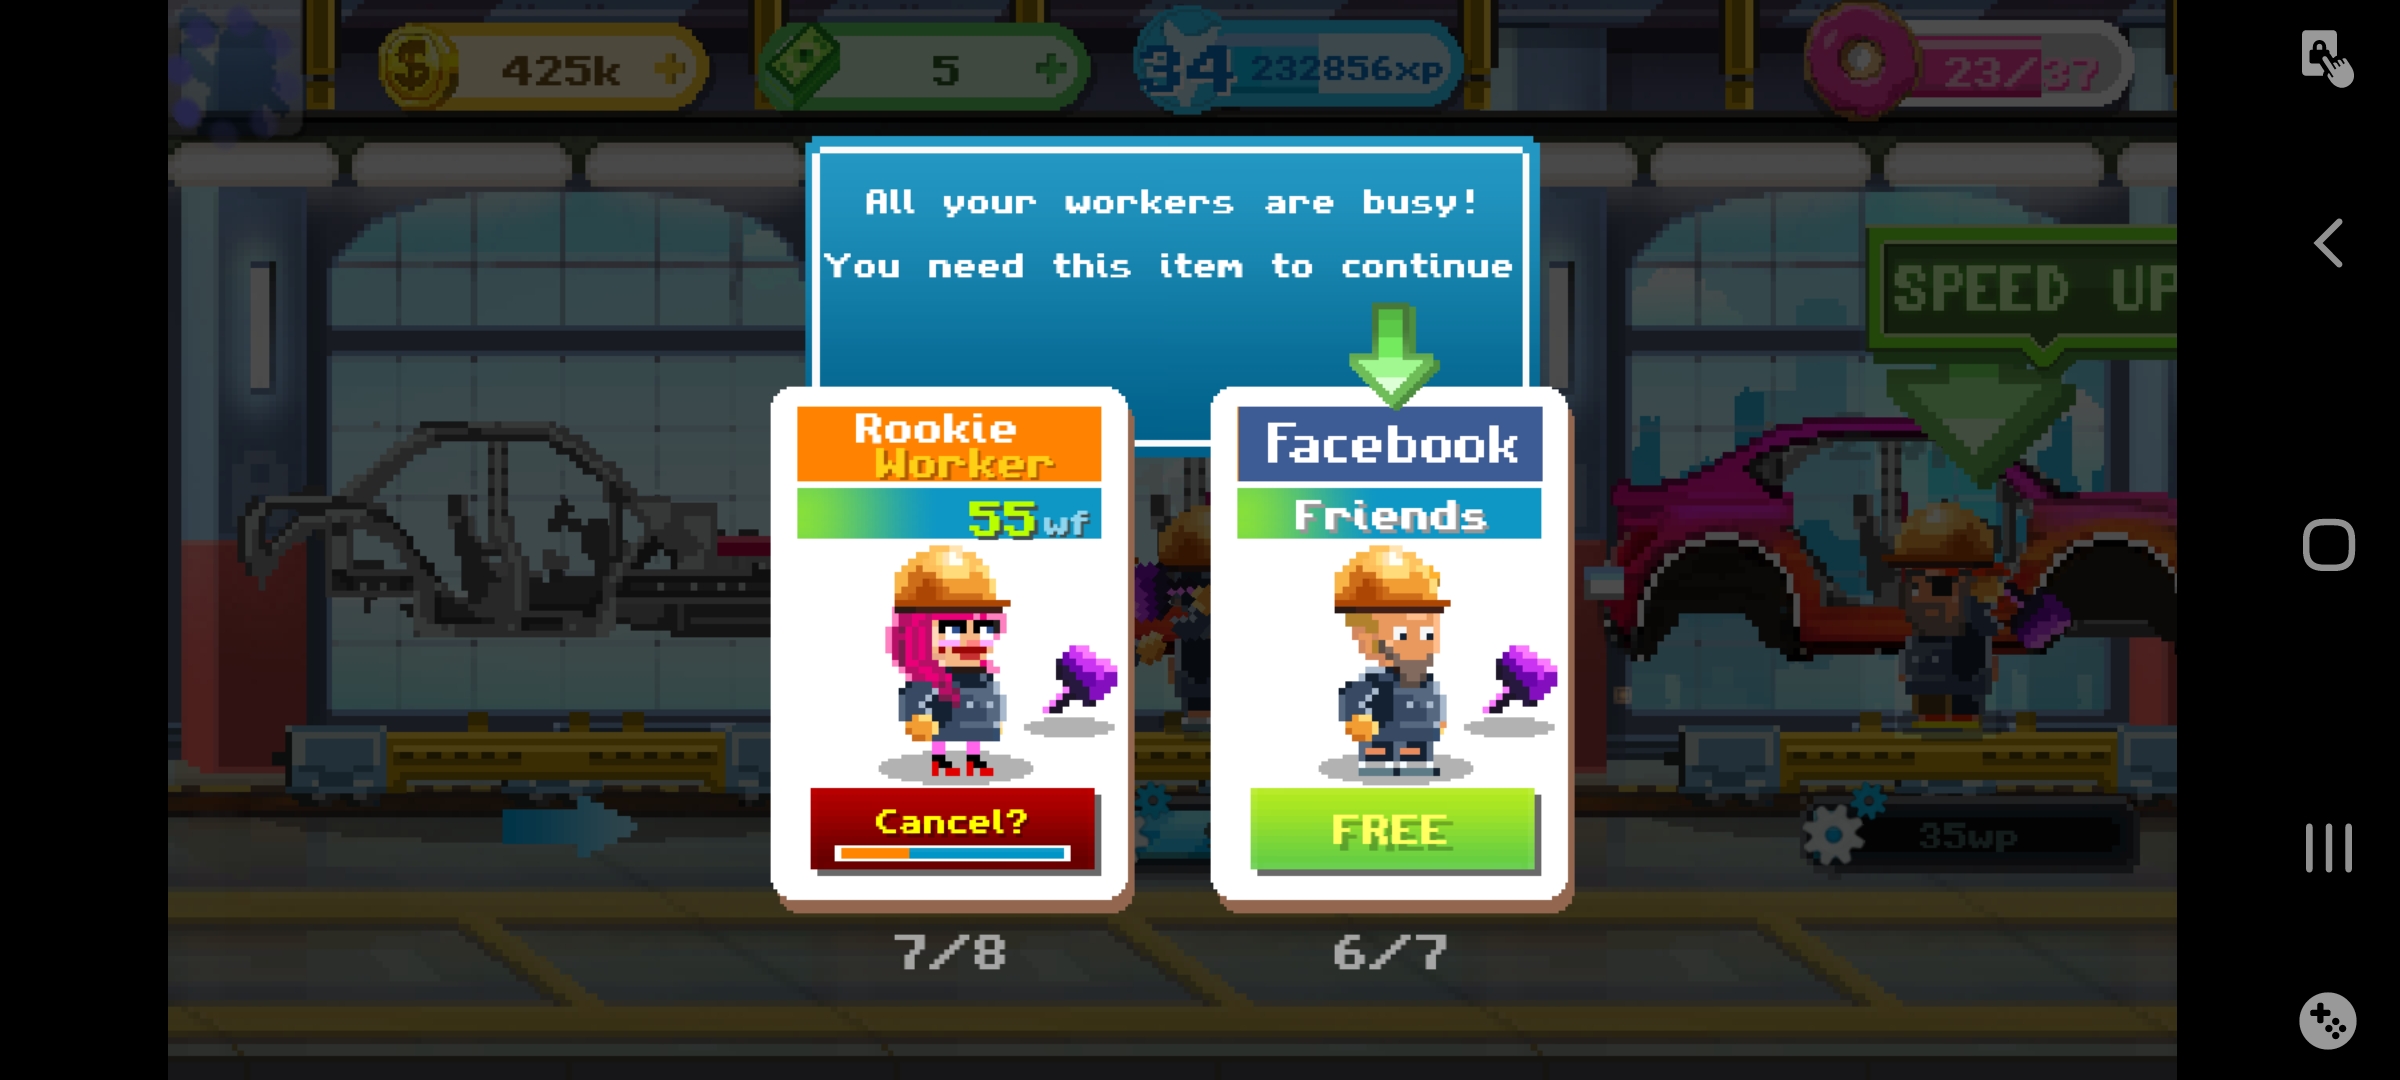 425k
5
34
232856xp
23/37
All your workers are busy!
You need this item to continue
SPEED UP
Rookie
Worker
55wf
Cancel?
7/8
Facebook
Friends
FREE
6/7
35wp